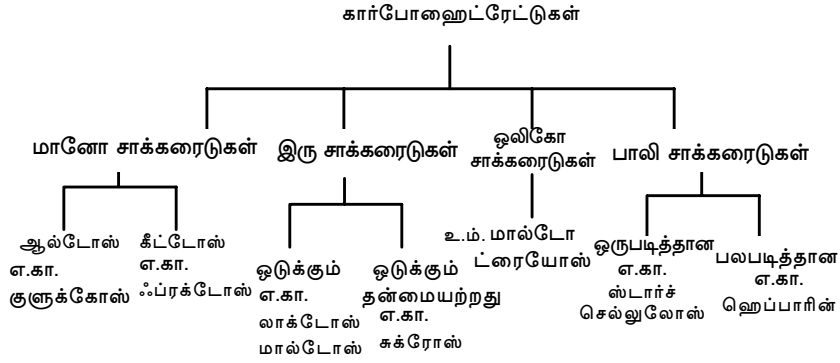 கார்போஹைட்ரேட்டுகள்
மானோ சாக்கரைடுகள்
இரு சாக்கரைடுகள்
ஒலிகோ
சாக்கரைடுகள்
பாலி சாக்கரைடுகள்
ஆல்டோஸ்
எ.கா.
குளுக்கோஸ்
கீட்டோஸ்
எ.கா.
ஃப்ரக்டோஸ்
ஒடுக்கும்
எ.கா.
லாக்டோஸ்
மால்டோஸ்
ஒடுக்கும்
தன்மையற்றது
எ.கா.
சுக்ரோஸ்
உ.ம். மால்டோ
ட்ரையோஸ்
ஒருபடித்தான
எ.கா.
ஸ்டார்ச்
செல்லுலோஸ்
பலபடித்தான
எ.கா.
ஹெப்பாரின்